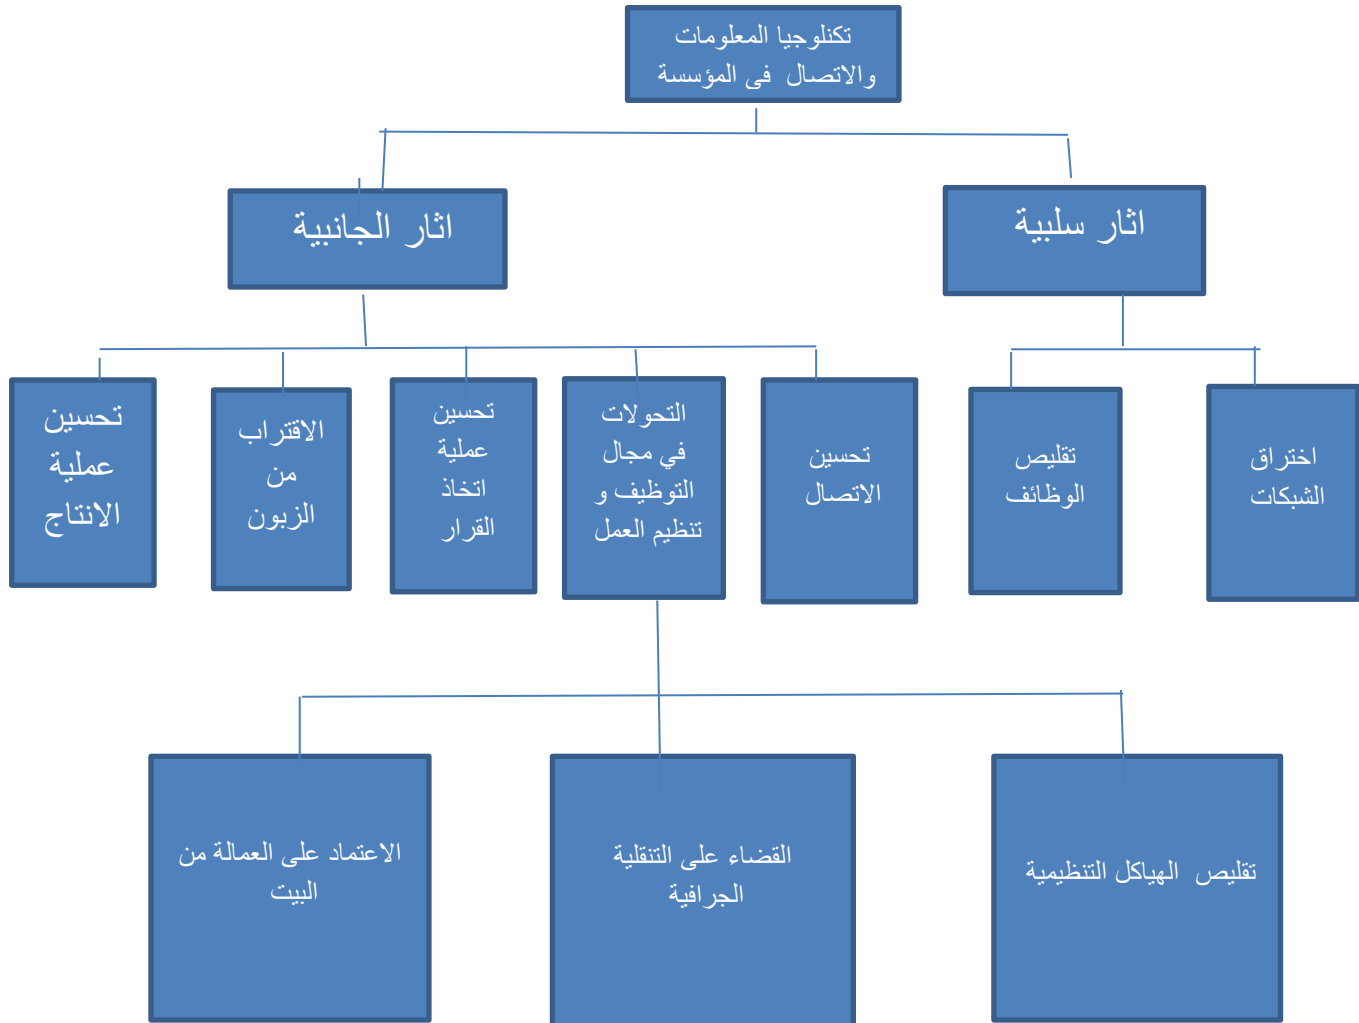 تكنلوجيا المعلومات
والاتصال في المؤسسة
اثار سلبية
اثار الجانبية
اختراق
الشبكات
تقليص
الوظائف
تحسين
الاتصال
التحولات
في مجال
التوظيف و
تنظيم العمل
تحسين
عملية
اتخاذ
القرار
الاقتراب
من
الزبون
تحسين
عملية
الانتاج
تقليص الهياكل التنظيمية
القضاء على التنقلية
الجرافية
الاعتماد على العمالة من
البيت